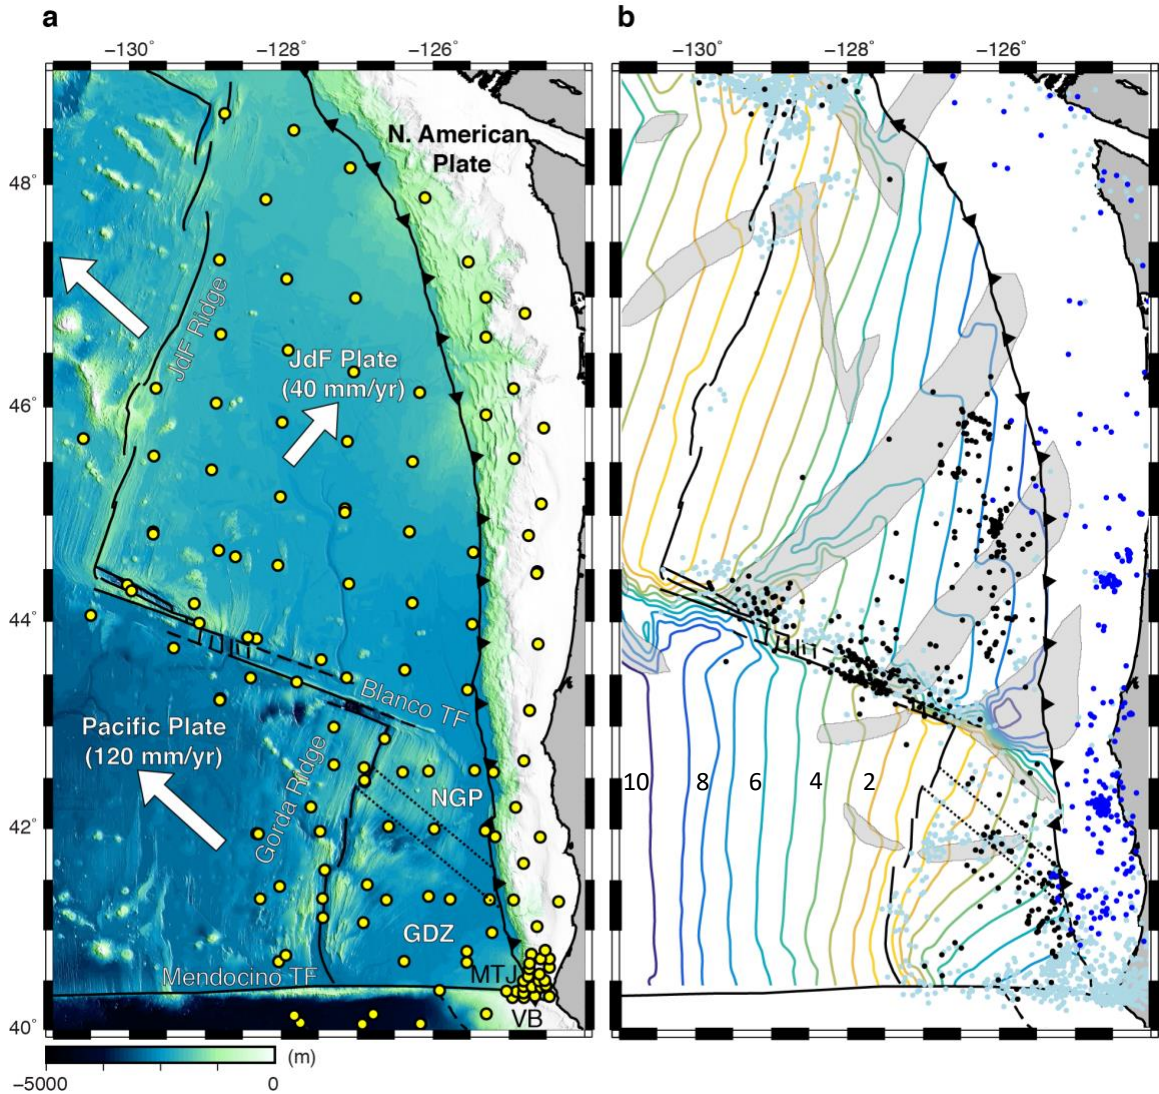 a
b
−130° −128° −126°
−130° −128° −126°
N. American
Plate
48°
JdF Ridge
JdF Plate
(40 mm/yr)
46°
44°
Blanco TF
Pacific Plate
(120 mm/yr)
Gorda Ridge
NGP
10 8 6 4 2
42°
GDZ
Mendocino TF
MTJ
VB
40°
(m)
−5000 0